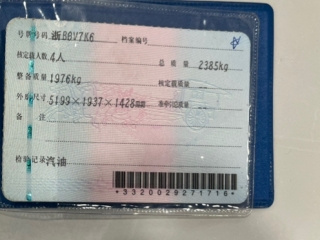 号牌号码 浙BBV7K6 档案编号
核定载人数 4人 总质量 2385kg
整备质量 1976kg 核定载质量 --
外廓尺寸 5199×1937×1428mm 准牵引总质量 --
备注
检验记录 汽油
*3320029271716*